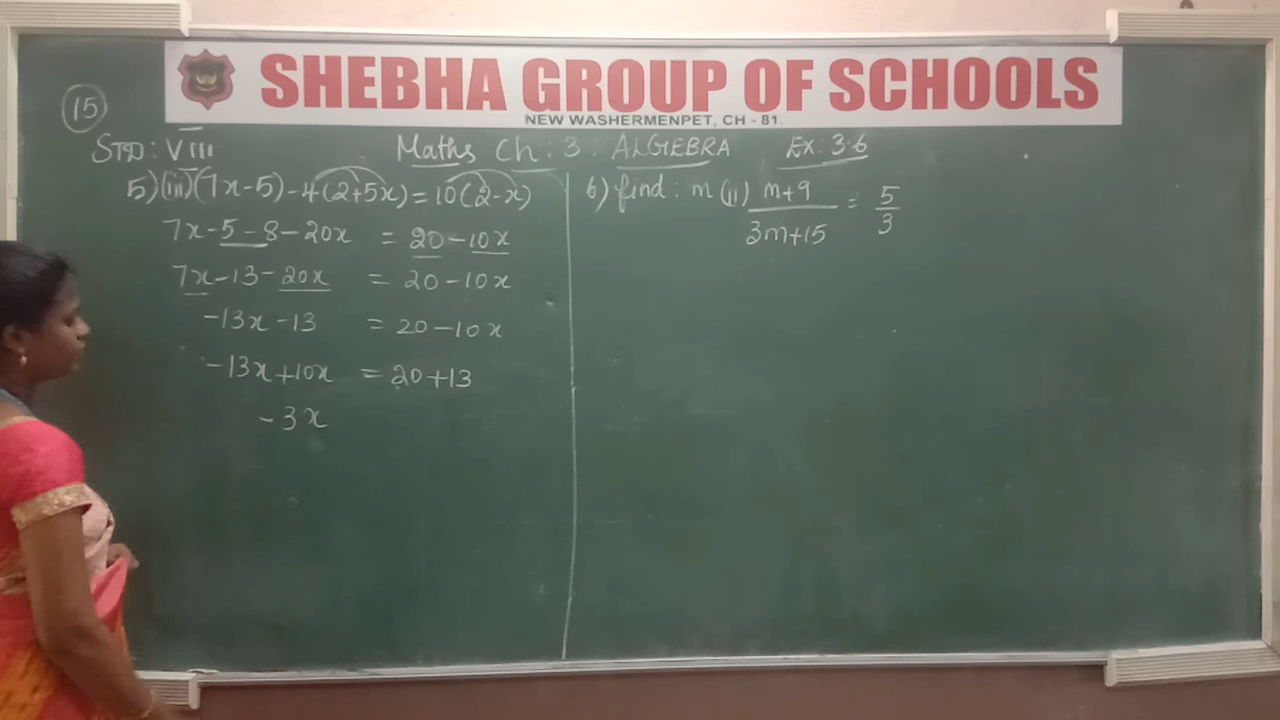 SHEBHA GROUP OF SCHOOLS
NEW WASHERMENPET, CH - 81.
15
STD: VIII Maths Ch: 3: ALGEBRA Ex: 3.6
5)(iii)(7x-5)-4(2+5x)=10(2-x)
7x-5-8-20x = 20-10x
7x-13-20x = 20-10x
-13x-13 = 20-10x
-13x+10x = 20+13
-3x
6) find: m (ii) m+9/3m+15 = 5/3